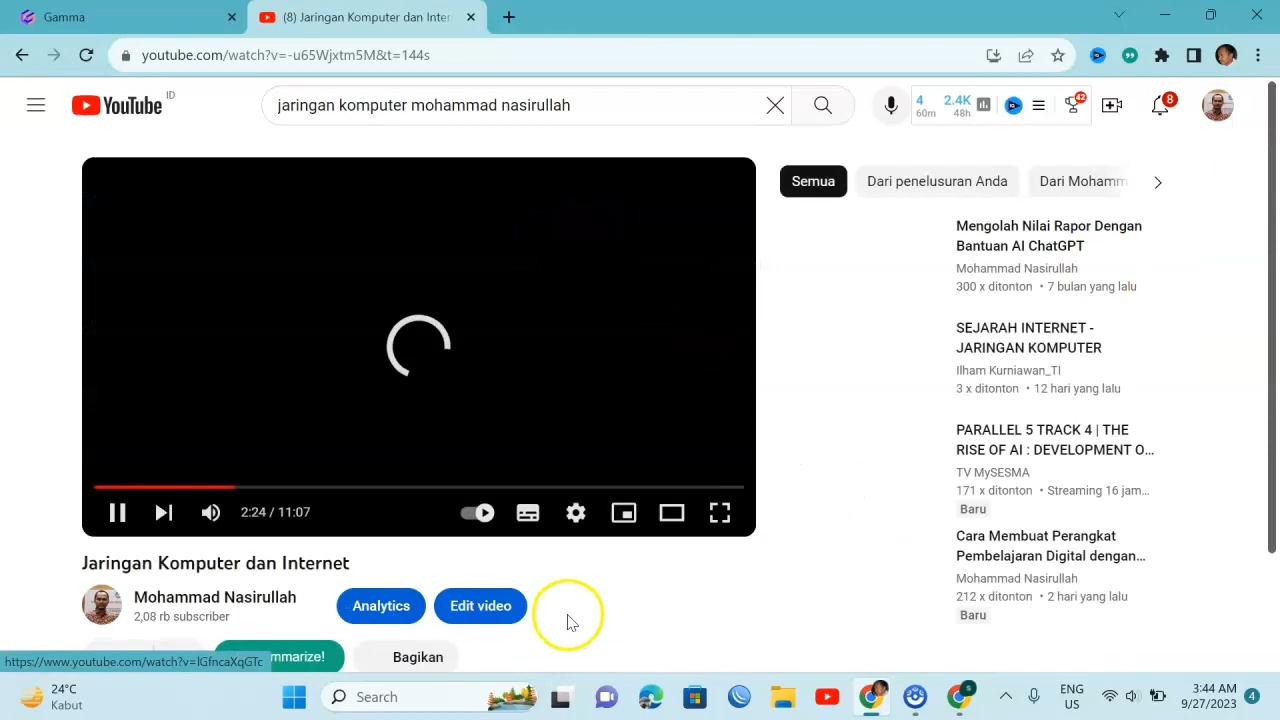 Gamma
(8) Jaringan Komputer dan Inter
youtube.com/watch?v=-u65Wjxtm5M&t=144s
YouTube ID
jaringan komputer mohammad nasirullah
4 2.4K 42
60m 48h
8
Semua Dari penelusuran Anda Dari Mohamm
Mengolah Nilai Rapor Dengan
Bantuan AI ChatGPT
Mohammad Nasirullah
300 x ditonton • 7 bulan yang lalu
SEJARAH INTERNET -
JARINGAN KOMPUTER
Ilham Kurniawan_TI
3 x ditonton • 12 hari yang lalu
PARALLEL 5 TRACK 4 | THE
RISE OF AI : DEVELOPMENT O...
TV MySESMA
171 x ditonton • Streaming 16 jam...
Baru
Cara Membuat Perangkat
Pembelajaran Digital dengan...
Mohammad Nasirullah
212 x ditonton • 2 hari yang lalu
Baru
2:24 / 11:07
Jaringan Komputer dan Internet
Mohammad Nasirullah
2,08 rb subscriber
Analytics Edit video
mmarize! Bagikan
https://www.youtube.com/watch?v=lGfncaXqGTc
24°C
Kabut
Search
ENG
US
3:44 AM
9/27/2023
4